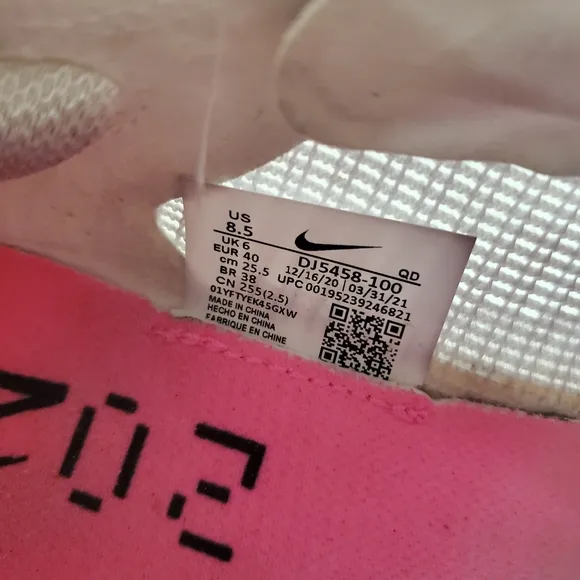 US
8.5
UK 6
EUR 40
cm 25.5
BR 38
CN 255(2.5)
01YFTYEK45GXW
MADE IN CHINA
HECHO EN CHINA
FABRIQUE EN CHINE
DJ5458-100 QD
12/16/20 | 03/31/21
UPC 00195239246821
202